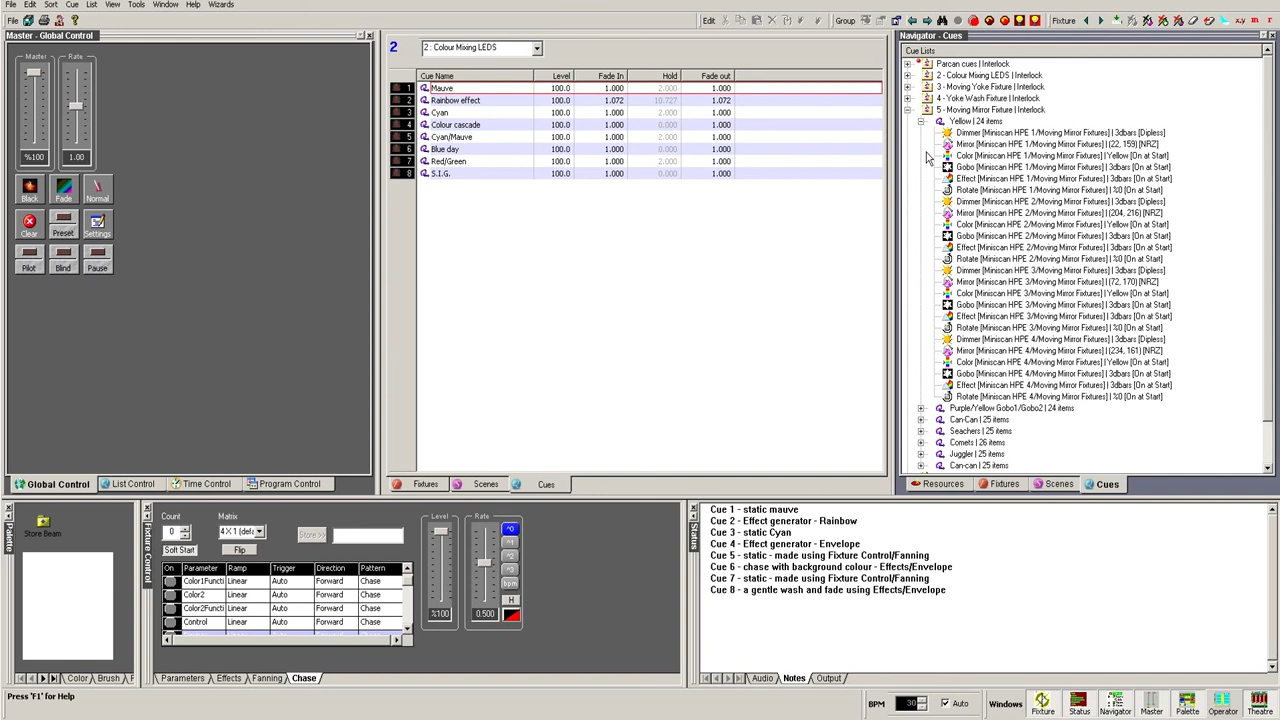 File Edit Sort Cue List Tools Window Help Wizards
File Edit Group Fixture
Master - Global Control
Master Rate
%100 1.00
Black Fade Normal
Clear Preset Settings
Pilot Blind Pause
Global Control List Control Time Control Program Control
2 2 : Colour Mixing LEDS
Cue Name Level Fade In Hold Fade out
1 Mauve 100.0 1.000 2.000 1.000
2 Rainbow effect 100.0 1.072 10.727 1.072
3 Cyan 100.0 1.000 2.000 1.000
4 Colour cascade 100.0 1.000 0.000 1.000
5 Cyan/Mauve 100.0 1.000 2.000 1.000
6 Blue day 100.0 1.000 0.000 1.000
7 Red/Green 100.0 1.000 2.000 1.000
8 S.I.G. 100.0 1.000 0.000 1.000
Fixtures Scenes Cues
Navigator - Cues
Cue Lists
Parcan cues | Interlock
2 - Colour Mixing LEDS | Interlock
3 - Moving Yoke Fixture | Interlock
4 - Yoke Wash Fixture | Interlock
5 - Moving Mirror Fixture | Interlock
Yellow | 24 items
Dimmer [Miniscan HPE 1/Moving Mirror Fixtures] | 3dbars [Dipless]
Mirror [Miniscan HPE 1/Moving Mirror Fixtures] | (22, 159) [NRZ]
Color [Miniscan HPE 1/Moving Mirror Fixtures] | Yellow [On at Start]
Gobo [Miniscan HPE 1/Moving Mirror Fixtures] | 3dbars [On at Start]
Effect [Miniscan HPE 1/Moving Mirror Fixtures] | 3dbars [On at Start]
Rotate [Miniscan HPE 1/Moving Mirror Fixtures] | %0 [On at Start]
Dimmer [Miniscan HPE 2/Moving Mirror Fixtures] | 3dbars [Dipless]
Mirror [Miniscan HPE 2/Moving Mirror Fixtures] | (204, 216) [NRZ]
Color [Miniscan HPE 2/Moving Mirror Fixtures] | Yellow [On at Start]
Gobo [Miniscan HPE 2/Moving Mirror Fixtures] | 3dbars [On at Start]
Effect [Miniscan HPE 2/Moving Mirror Fixtures] | 3dbars [On at Start]
Rotate [Miniscan HPE 2/Moving Mirror Fixtures] | %0 [On at Start]
Dimmer [Miniscan HPE 3/Moving Mirror Fixtures] | 3dbars [Dipless]
Mirror [Miniscan HPE 3/Moving Mirror Fixtures] | (72, 170) [NRZ]
Color [Miniscan HPE 3/Moving Mirror Fixtures] | Yellow [On at Start]
Gobo [Miniscan HPE 3/Moving Mirror Fixtures] | 3dbars [On at Start]
Effect [Miniscan HPE 3/Moving Mirror Fixtures] | 3dbars [On at Start]
Rotate [Miniscan HPE 3/Moving Mirror Fixtures] | %0 [On at Start]
Dimmer [Miniscan HPE 4/Moving Mirror Fixtures] | 3dbars [Dipless]
Mirror [Miniscan HPE 4/Moving Mirror Fixtures] | (234, 161) [NRZ]
Color [Miniscan HPE 4/Moving Mirror Fixtures] | Yellow [On at Start]
Gobo [Miniscan HPE 4/Moving Mirror Fixtures] | 3dbars [On at Start]
Effect [Miniscan HPE 4/Moving Mirror Fixtures] | 3dbars [On at Start]
Rotate [Miniscan HPE 4/Moving Mirror Fixtures] | %0 [On at Start]
Purple/Yellow Gobo1/Gobo2 | 24 items
Can-Can | 25 items
Seachers | 25 items
Comets | 26 items
Juggler | 25 items
Can-can | 25 items
Resources Fixtures Scenes Cues
Palette
Store Beam
Color Brush F
Fixture Control
Count Matrix
0 4 X 1 (defa Store >>
Soft Start Flip
On Parameter Ramp Trigger Direction Pattern
Color1Functi Linear Auto Forward Chase
Color2 Linear Auto Forward Chase
Color2Functi Linear Auto Forward Chase
Control Linear Auto Forward Chase
Level Rate
^0
^1
^2
^3
bpm
H
%100 0.500
Parameters Effects Fanning Chase
Status
Cue 1 - static mauve
Cue 2 - Effect generator - Rainbow
Cue 3 - static Cyan
Cue 4 - Effect generator - Envelope
Cue 5 - static - made using Fixture Control/Fanning
Cue 6 - chase with background colour - Effects/Envelope
Cue 7 - static - made using Fixture Control/Fanning
Cue 8 - a gentle wash and fade using Effects/Envelope
Audio Notes Output
Press 'F1' for Help
BPM 30 Auto Windows Fixture Status Navigator Master Palette Operator Theatre